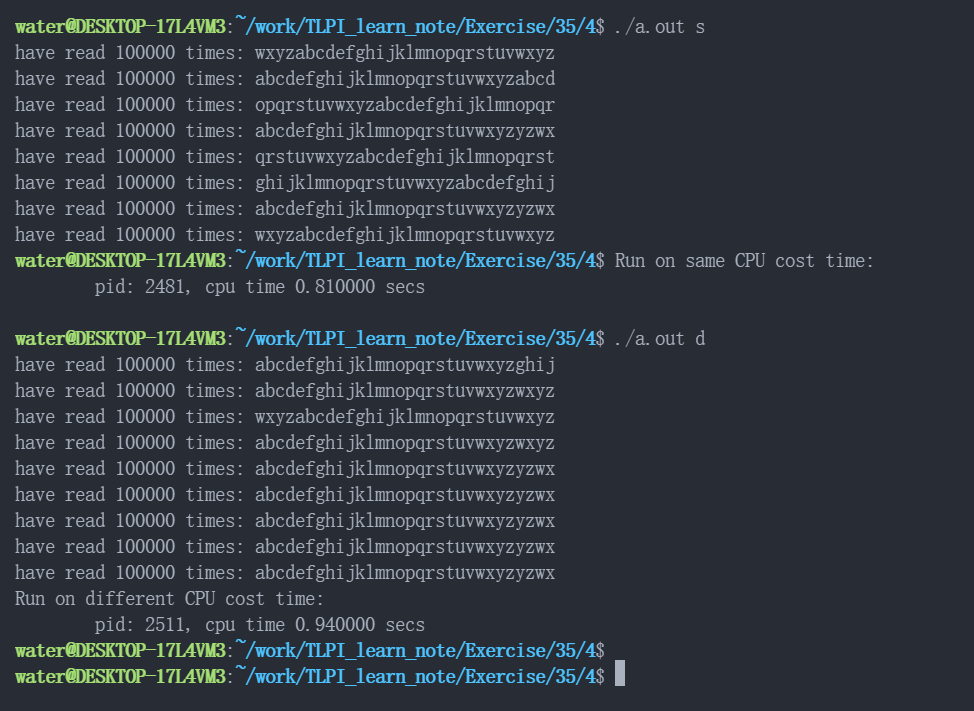 water@DESKTOP-17L4VM3:~/work/TLPI_learn_note/Exercise/35/4$ ./a.out s
have read 100000 times: wxyzabcdefghijklmnopqrstuvwxyz
have read 100000 times: abcdefghijklmnopqrstuvwxyzabcd
have read 100000 times: opqrstuvwxyzabcdefghijklmnopqr
have read 100000 times: abcdefghijklmnopqrstuvwxyzyzwx
have read 100000 times: qrstuvwxyzabcdefghijklmnopqrst
have read 100000 times: ghijklmnopqrstuvwxyzabcdefghij
have read 100000 times: abcdefghijklmnopqrstuvwxyzyzwx
have read 100000 times: wxyzabcdefghijklmnopqrstuvwxyz
water@DESKTOP-17L4VM3:~/work/TLPI_learn_note/Exercise/35/4$ Run on same CPU cost time:
        pid: 2481, cpu time 0.810000 secs
water@DESKTOP-17L4VM3:~/work/TLPI_learn_note/Exercise/35/4$ ./a.out d
have read 100000 times: abcdefghijklmnopqrstuvwxyzghij
have read 100000 times: abcdefghijklmnopqrstuvwxyzwxyz
have read 100000 times: wxyzabcdefghijklmnopqrstuvwxyz
have read 100000 times: abcdefghijklmnopqrstuvwxyzwxyz
have read 100000 times: abcdefghijklmnopqrstuvwxyzyzwx
have read 100000 times: abcdefghijklmnopqrstuvwxyzyzwx
have read 100000 times: abcdefghijklmnopqrstuvwxyzyzwx
have read 100000 times: abcdefghijklmnopqrstuvwxyzyzwx
have read 100000 times: abcdefghijklmnopqrstuvwxyzyzwx
Run on different CPU cost time:
        pid: 2511, cpu time 0.940000 secs
water@DESKTOP-17L4VM3:~/work/TLPI_learn_note/Exercise/35/4$
water@DESKTOP-17L4VM3:~/work/TLPI_learn_note/Exercise/35/4$